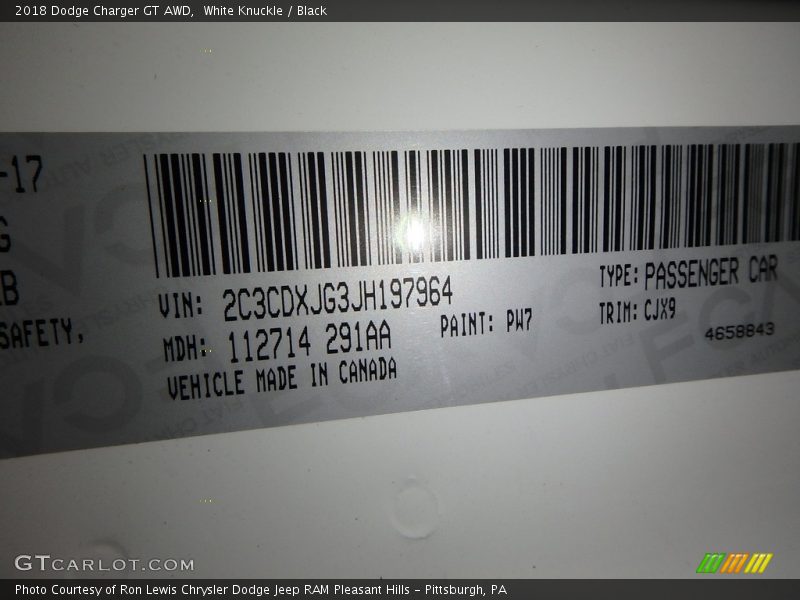 2018 Dodge Charger GT AWD, White Knuckle / Black
-17
VIN: 2C3CDXJG3JH197964
TYPE: PASSENGER CAR
MDH: 112714 291AA
PAINT: PW7
TRIM: CJX9
SAFETY,
4658843
VEHICLE MADE IN CANADA
GTCARLOT.COM
Photo Courtesy of Ron Lewis Chrysler Dodge Jeep RAM Pleasant Hills – Pittsburgh, PA